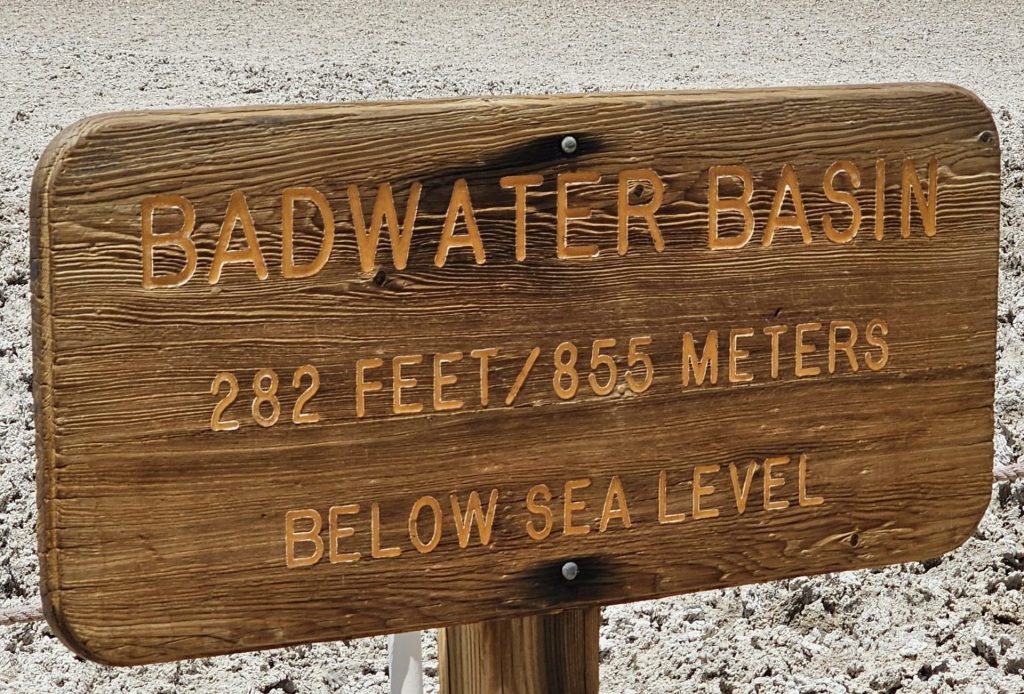 BADWATER BASIN
282 FEET/855 METERS
BELOW SEA LEVEL